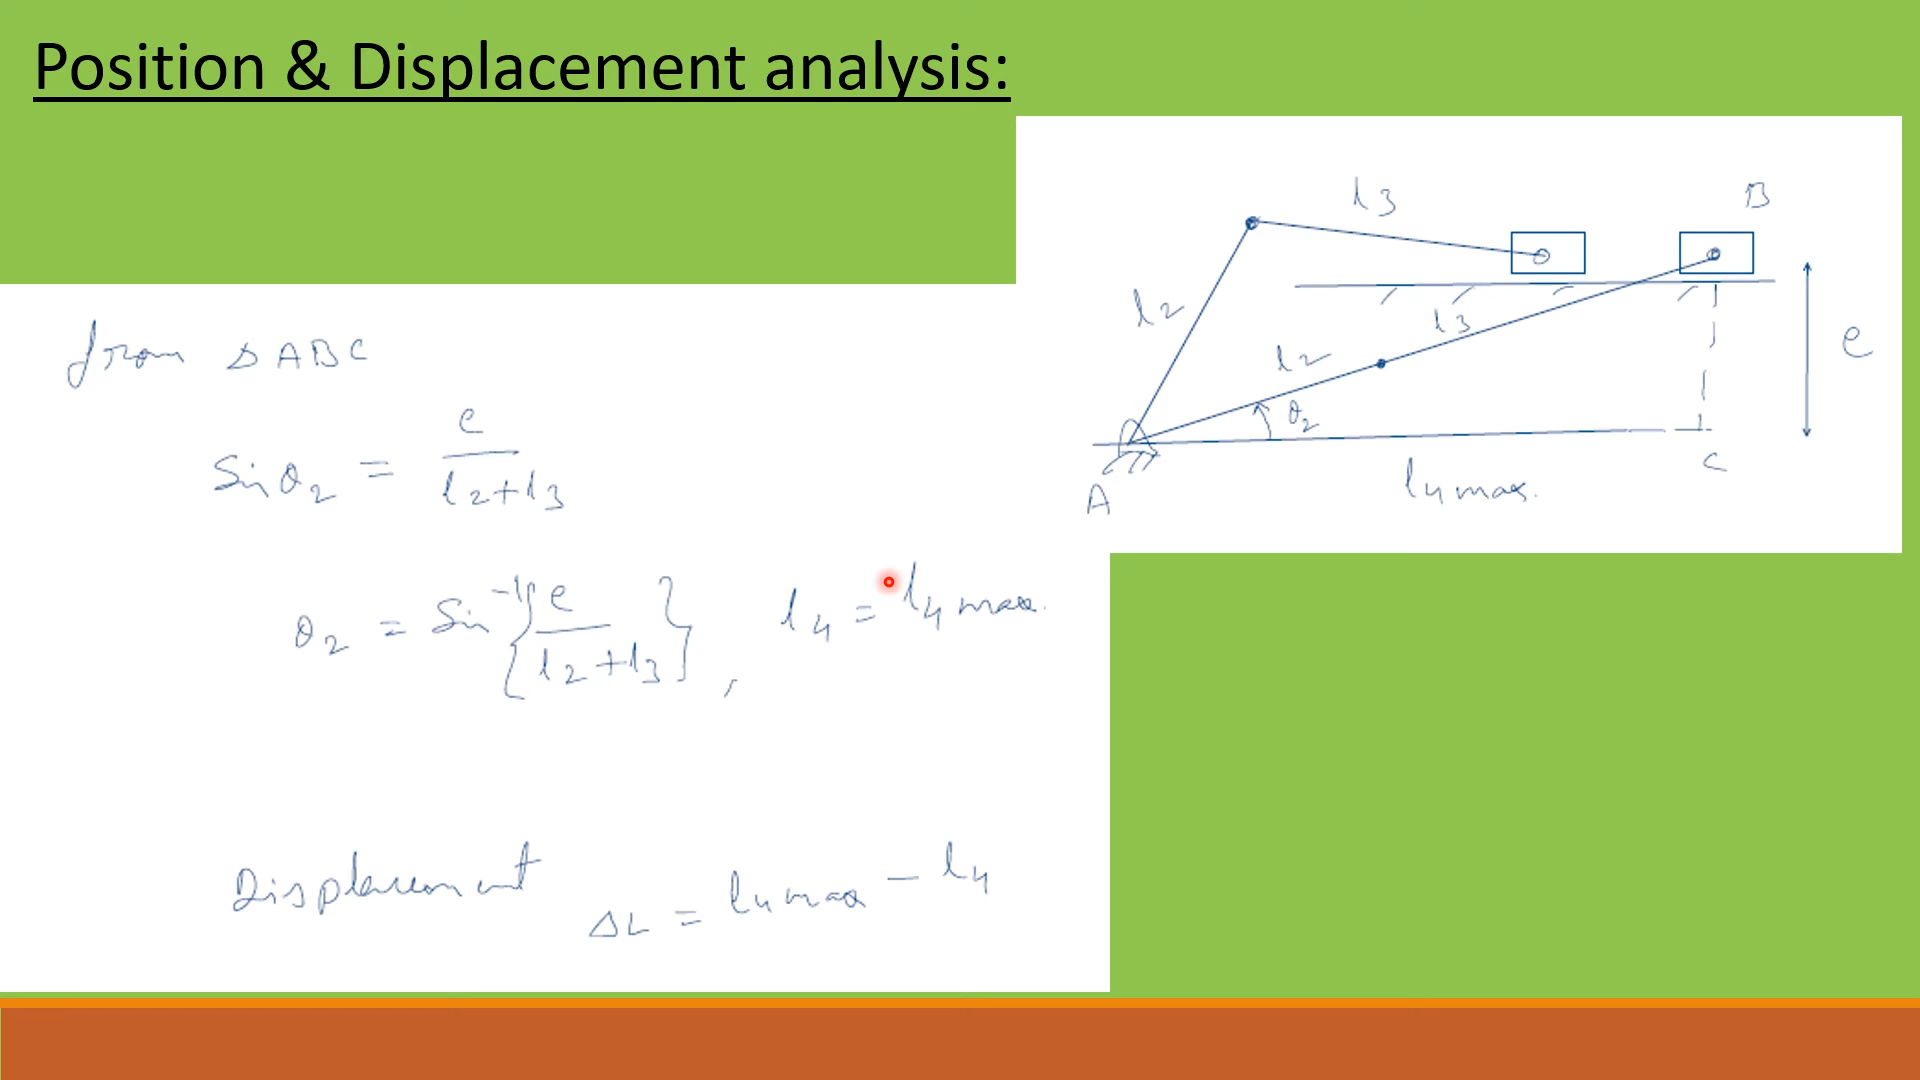 Position & Displacement analysis:
l3
B
l2
l3
e
l2
θ2
C
l4 max.
A
from Δ ABC
Sin θ2 = e / l2+l3
θ2 = Sin⁻¹ { e / l2+l3 } , l4 = l4 max.
Displacement ΔL = l4 max − l4